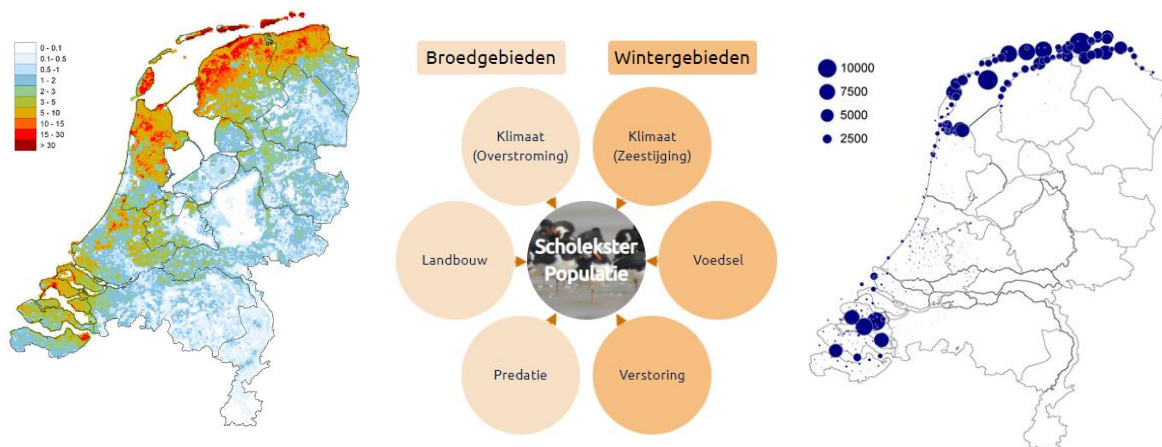 0 - 0.1
0.1- 0.5
0.5 -1
1 - 2
2 - 3
3 - 5
5 - 10
10 - 15
15 - 30
> 30
Broedgebieden
Wintergebieden
Klimaat
(Overstroming)
Klimaat
(Zeestijging)
Landbouw
Scholekster
Populatie
Voedsel
Predatie
Verstoring
10000
7500
5000
2500